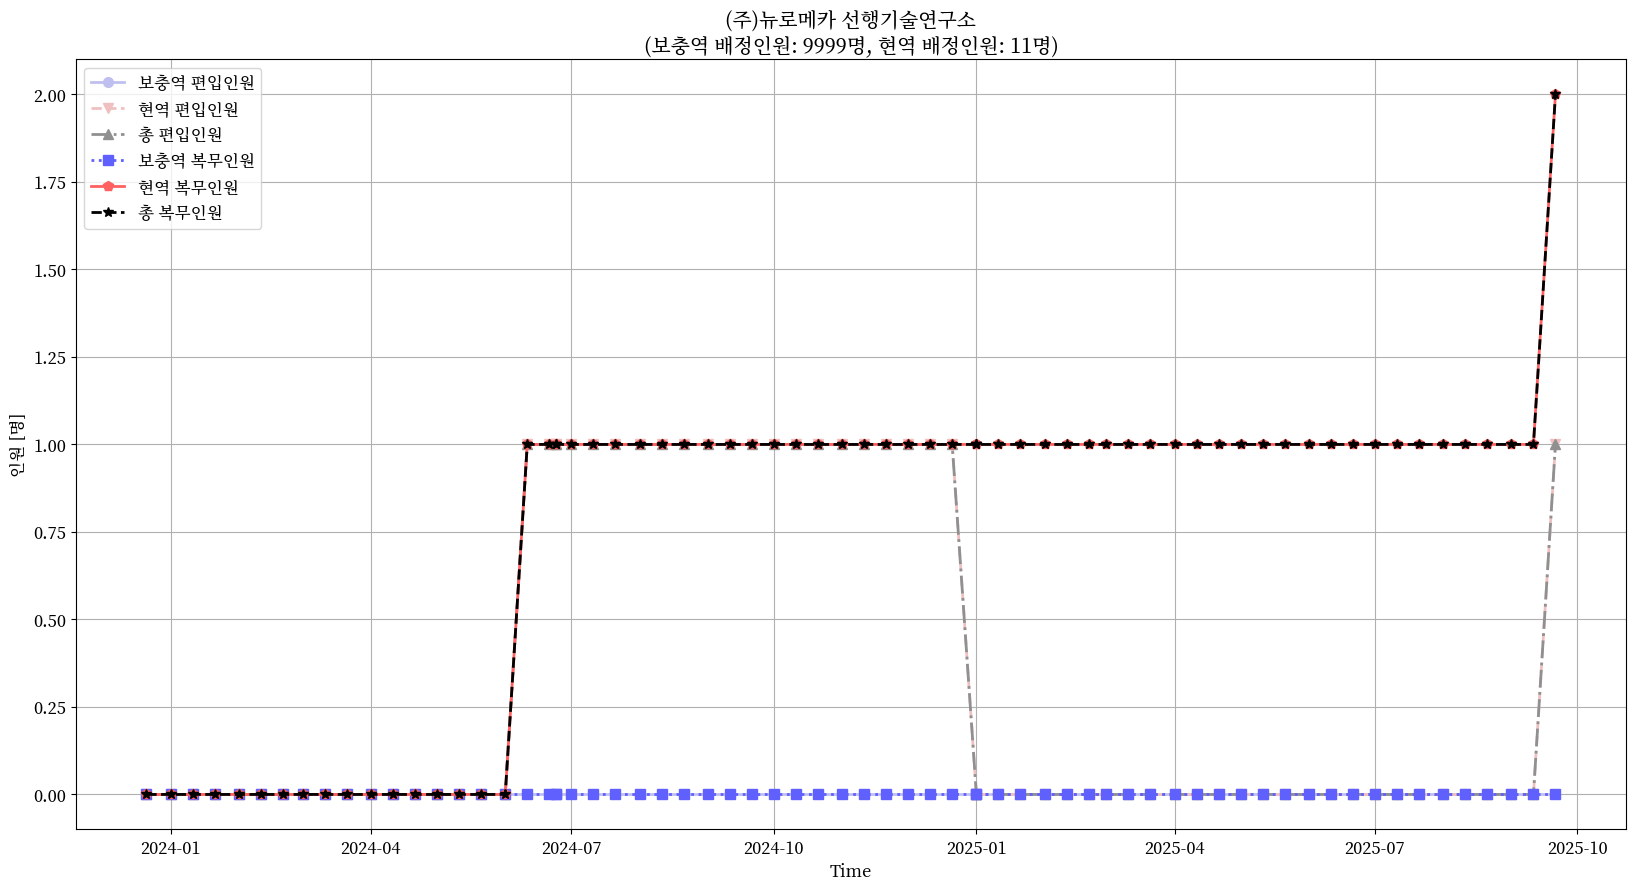 (주)뉴로메카 선행기술연구소
(보충역 배정인원: 9999명, 현역 배정인원: 11명)
보충역 편입인원
현역 편입인원
총 편입인원
보충역 복무인원
현역 복무인원
총 복무인원
인원 [명]
2.00
1.75
1.50
1.25
1.00
0.75
0.50
0.25
0.00
2024-01
2024-04
2024-07
2024-10
2025-01
2025-04
2025-07
2025-10
Time